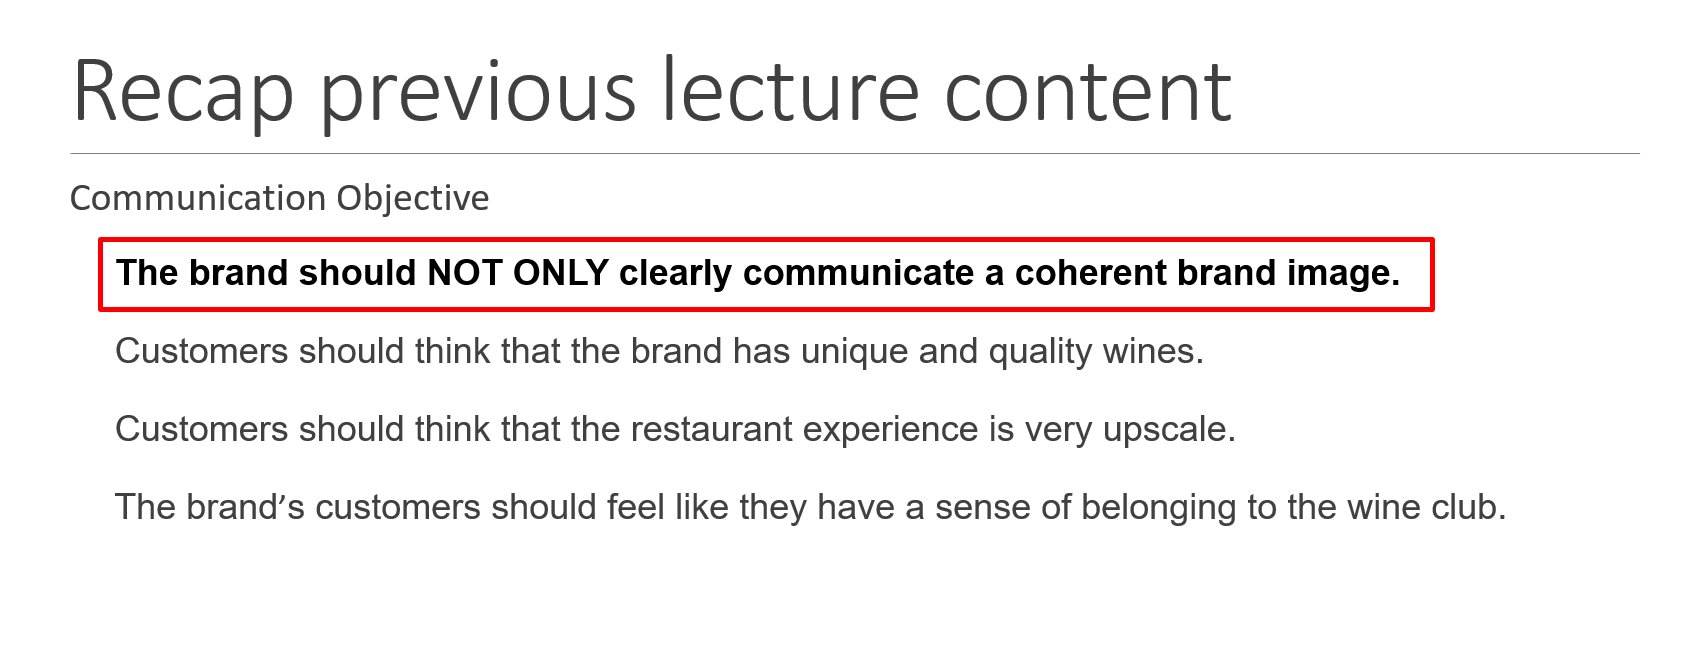 Recap previous lecture content
Communication Objective
The brand should NOT ONLY clearly communicate a coherent brand image.
Customers should think that the brand has unique and quality wines.
Customers should think that the restaurant experience is very upscale.
The brand’s customers should feel like they have a sense of belonging to the wine club.